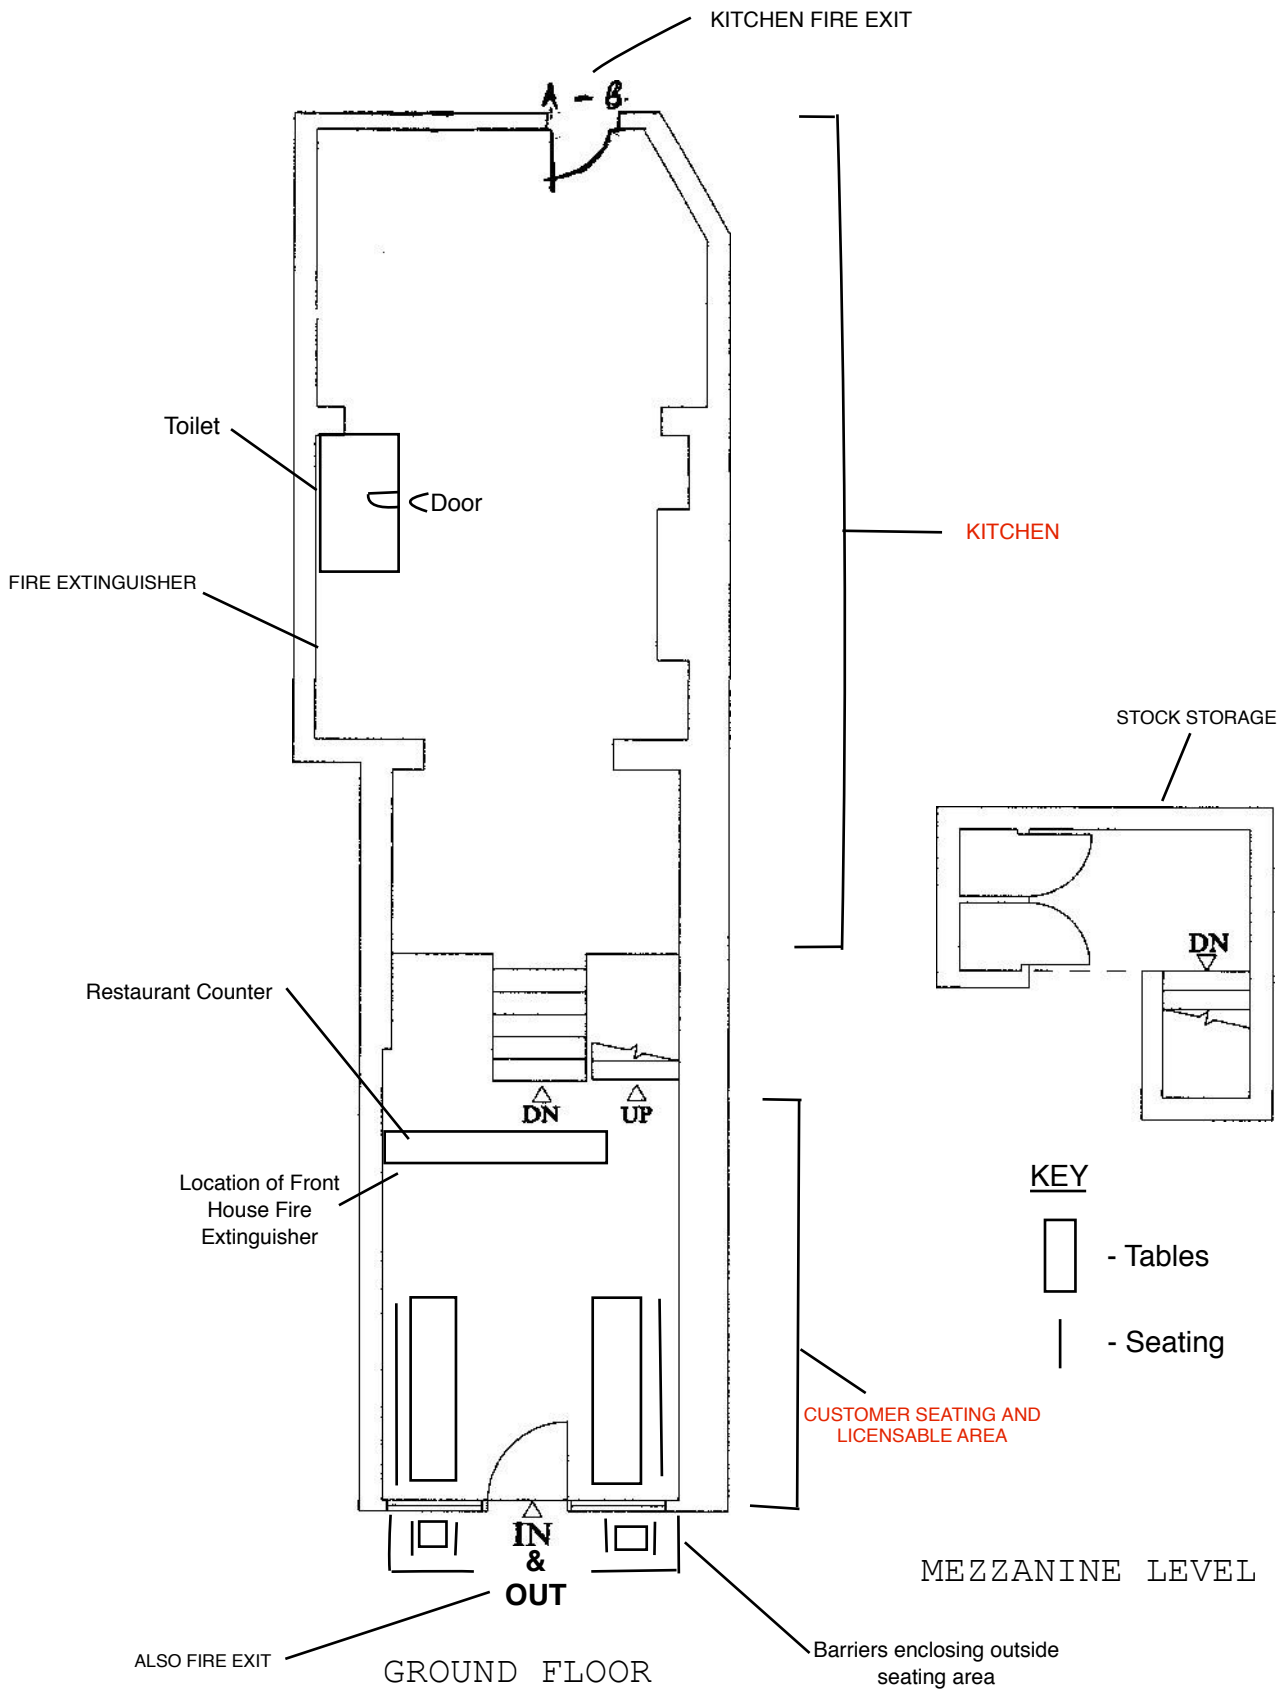 KITCHEN FIRE EXIT
A - B
Toilet
Door
KITCHEN
FIRE EXTINGUISHER
STOCK STORAGE
DN
Restaurant Counter
DN
UP
Location of Front
House Fire
Extinguisher
KEY
- Tables
- Seating
CUSTOMER SEATING AND
LICENSABLE AREA
IN
&
OUT
MEZZANINE LEVEL
ALSO FIRE EXIT
GROUND FLOOR
Barriers enclosing outside
seating area